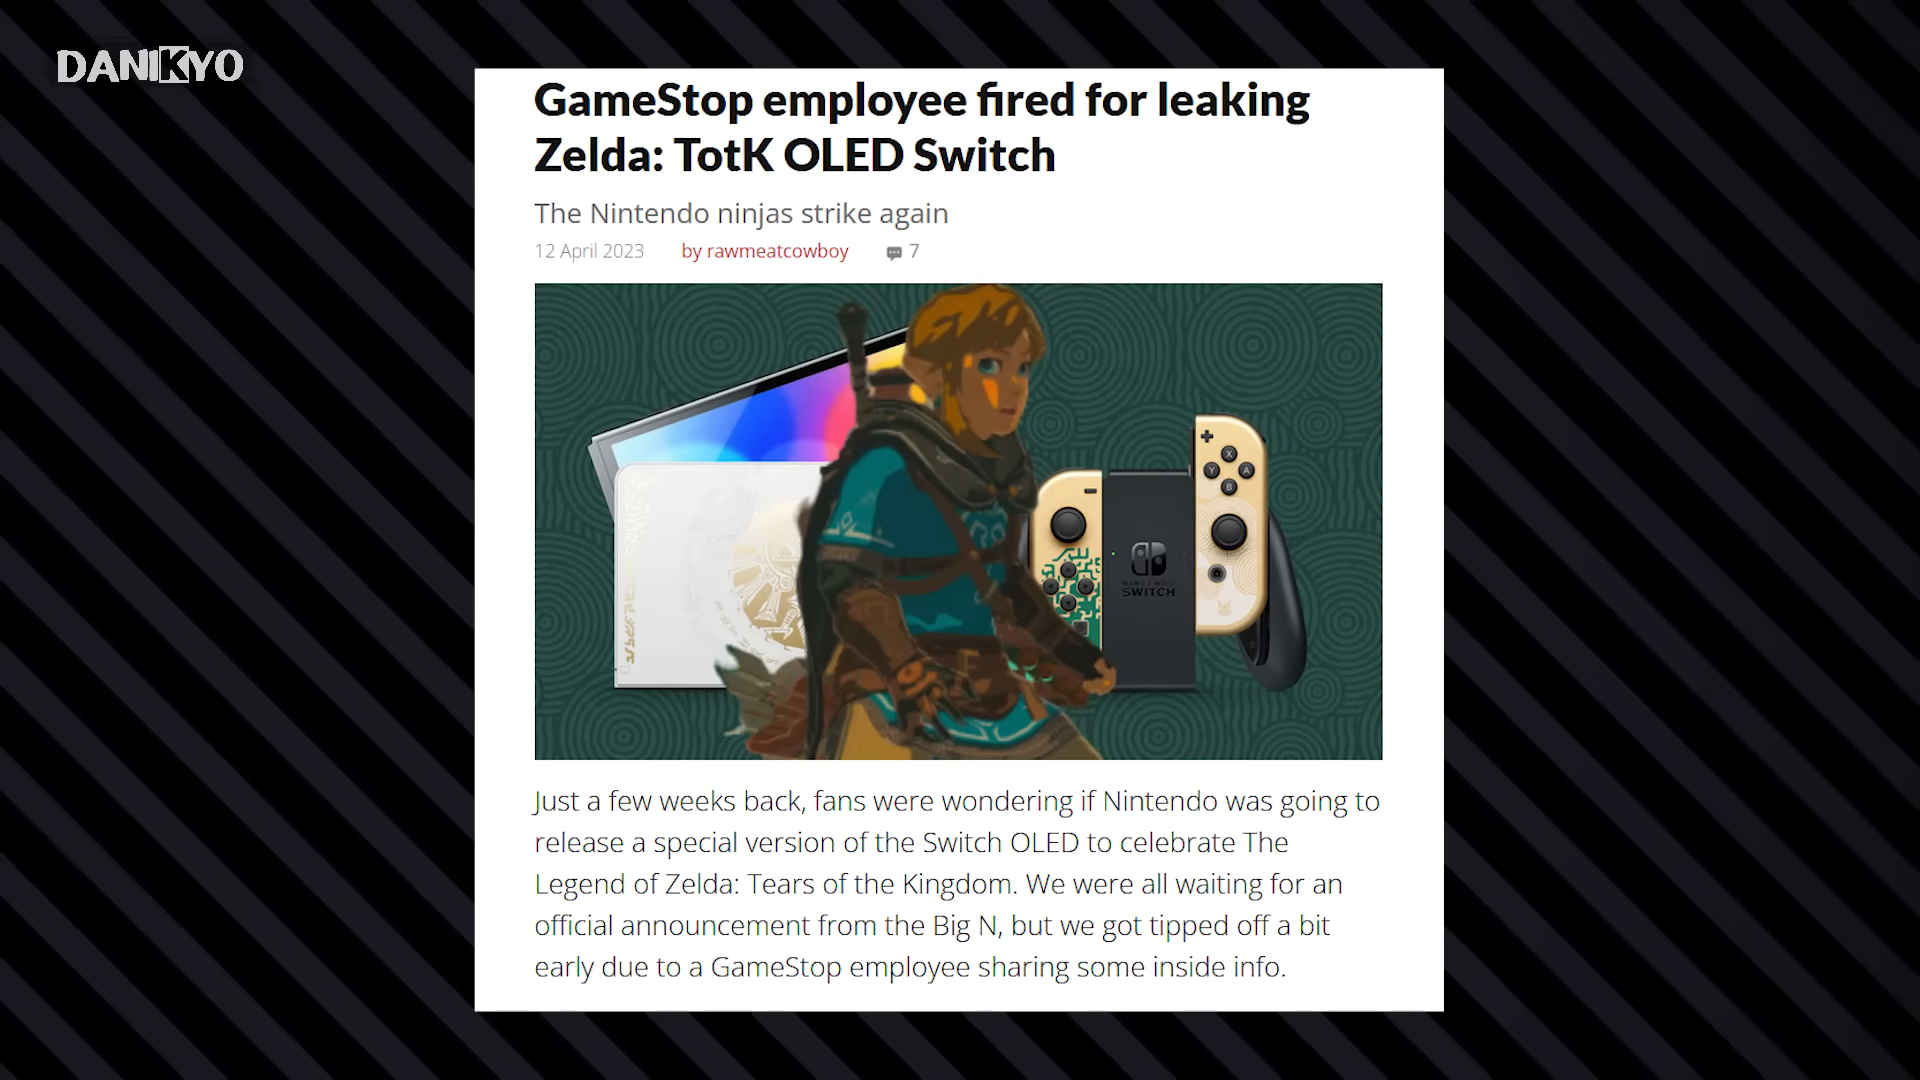 DANIKYO
GameStop employee fired for leaking
Zelda: TotK OLED Switch
The Nintendo ninjas strike again
12 April 2023 by rawmeatcowboy 7
X
Y A
B
NINTENDO
SWITCH
Just a few weeks back, fans were wondering if Nintendo was going to
release a special version of the Switch OLED to celebrate The
Legend of Zelda: Tears of the Kingdom. We were all waiting for an
official announcement from the Big N, but we got tipped off a bit
early due to a GameStop employee sharing some inside info.